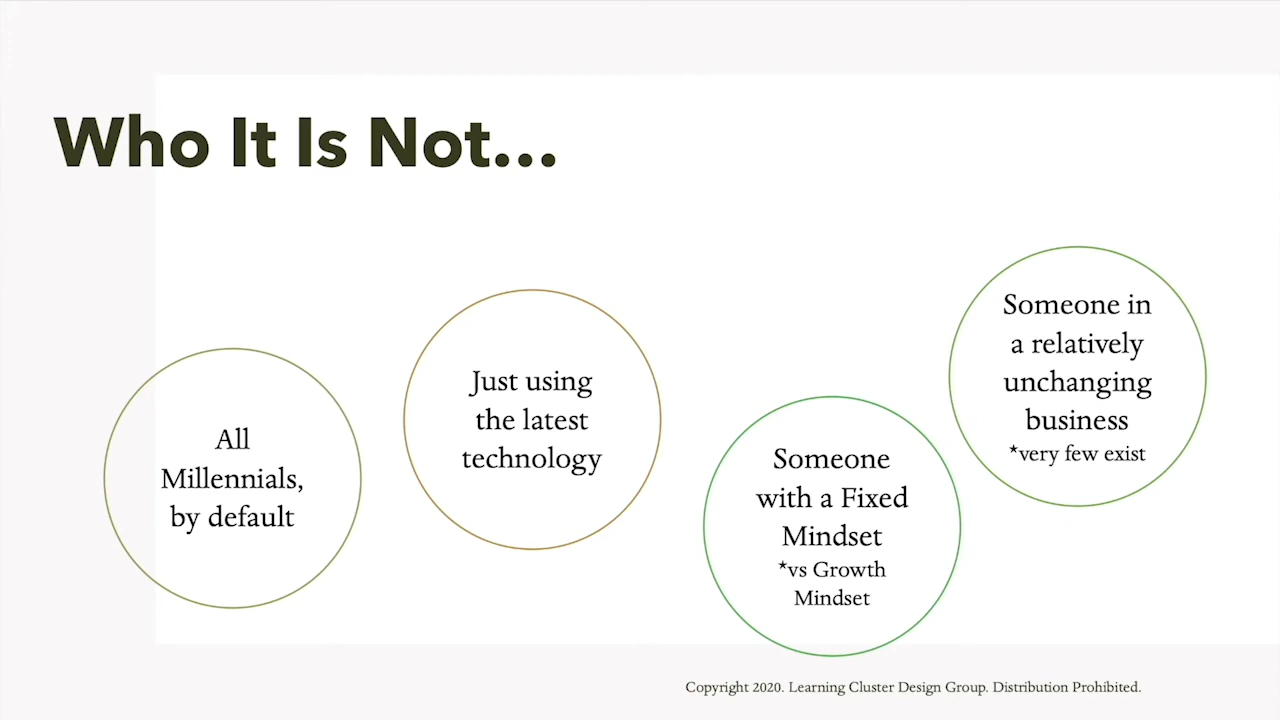 Who It Is Not...
All
Millennials,
by default
Just using
the latest
technology
Someone
with a Fixed
Mindset
*vs Growth
Mindset
Someone in
a relatively
unchanging
business
*very few exist
Copyright 2020. Learning Cluster Design Group. Distribution Prohibited.